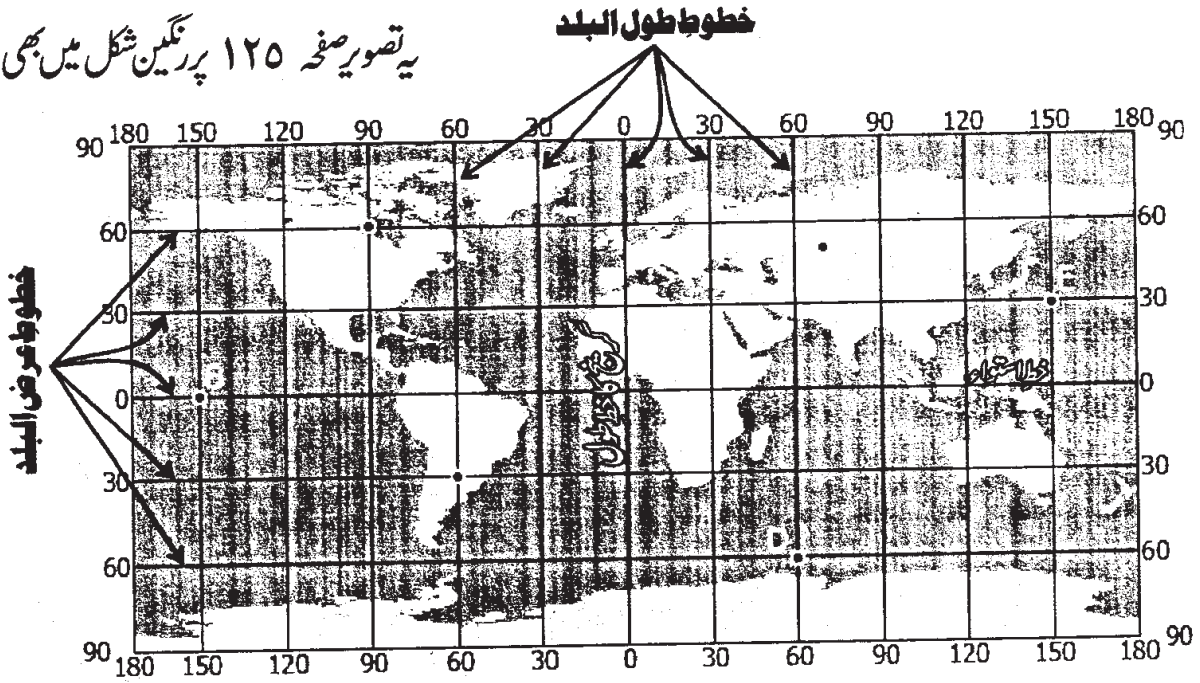 خطوطِ طول البلد
یہ تصویر صفحہ ۱۲۵ پر رنگین شکل میں بھی
180 150 120 90 60 30 0 30 60 90 120 150 180
90 90
60 60
30 30
خطوطِ عرض البلد
0 0
خط استواء
30 30
60 60
90 90
180 150 120 90 60 30 0 30 60 90 120 150 180